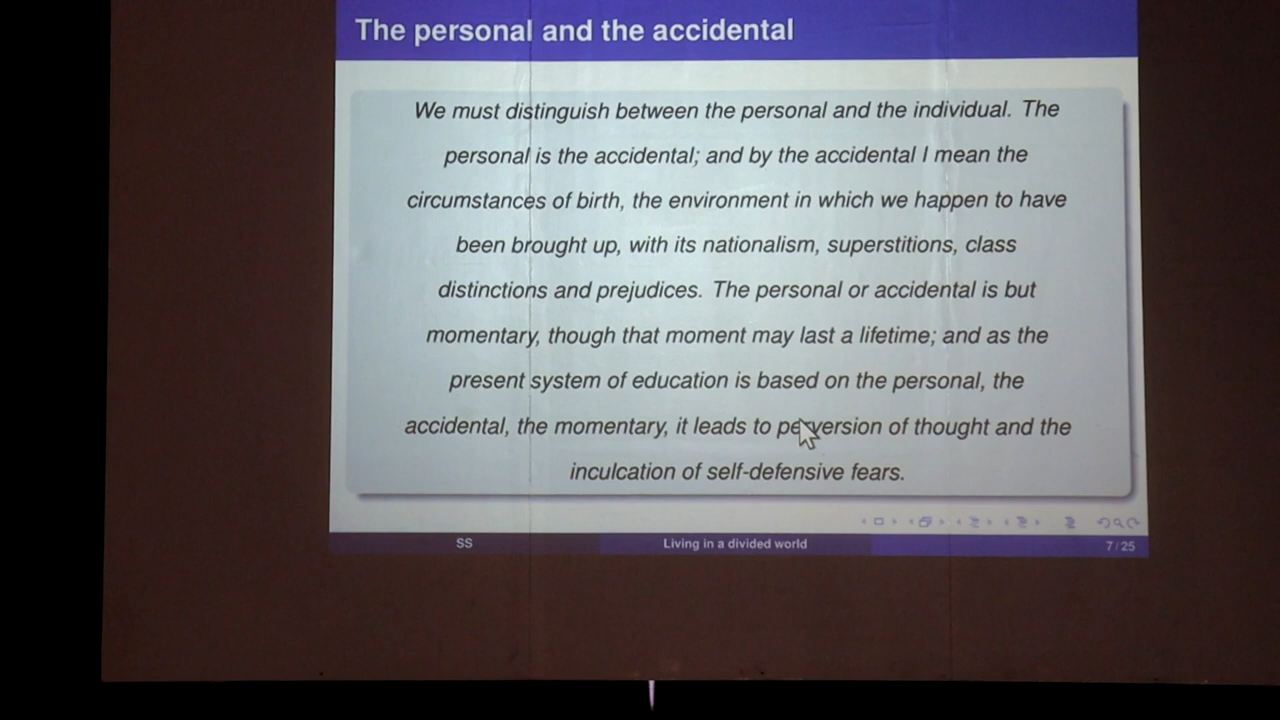 The personal and the accidental
We must distinguish between the personal and the individual. The
personal is the accidental; and by the accidental I mean the
circumstances of birth, the environment in which we happen to have
been brought up, with its nationalism, superstitions, class
distinctions and prejudices. The personal or accidental is but
momentary, though that moment may last a lifetime; and as the
present system of education is based on the personal, the
accidental, the momentary, it leads to perversion of thought and the
inculcation of self-defensive fears.
SS
Living in a divided world
7/25